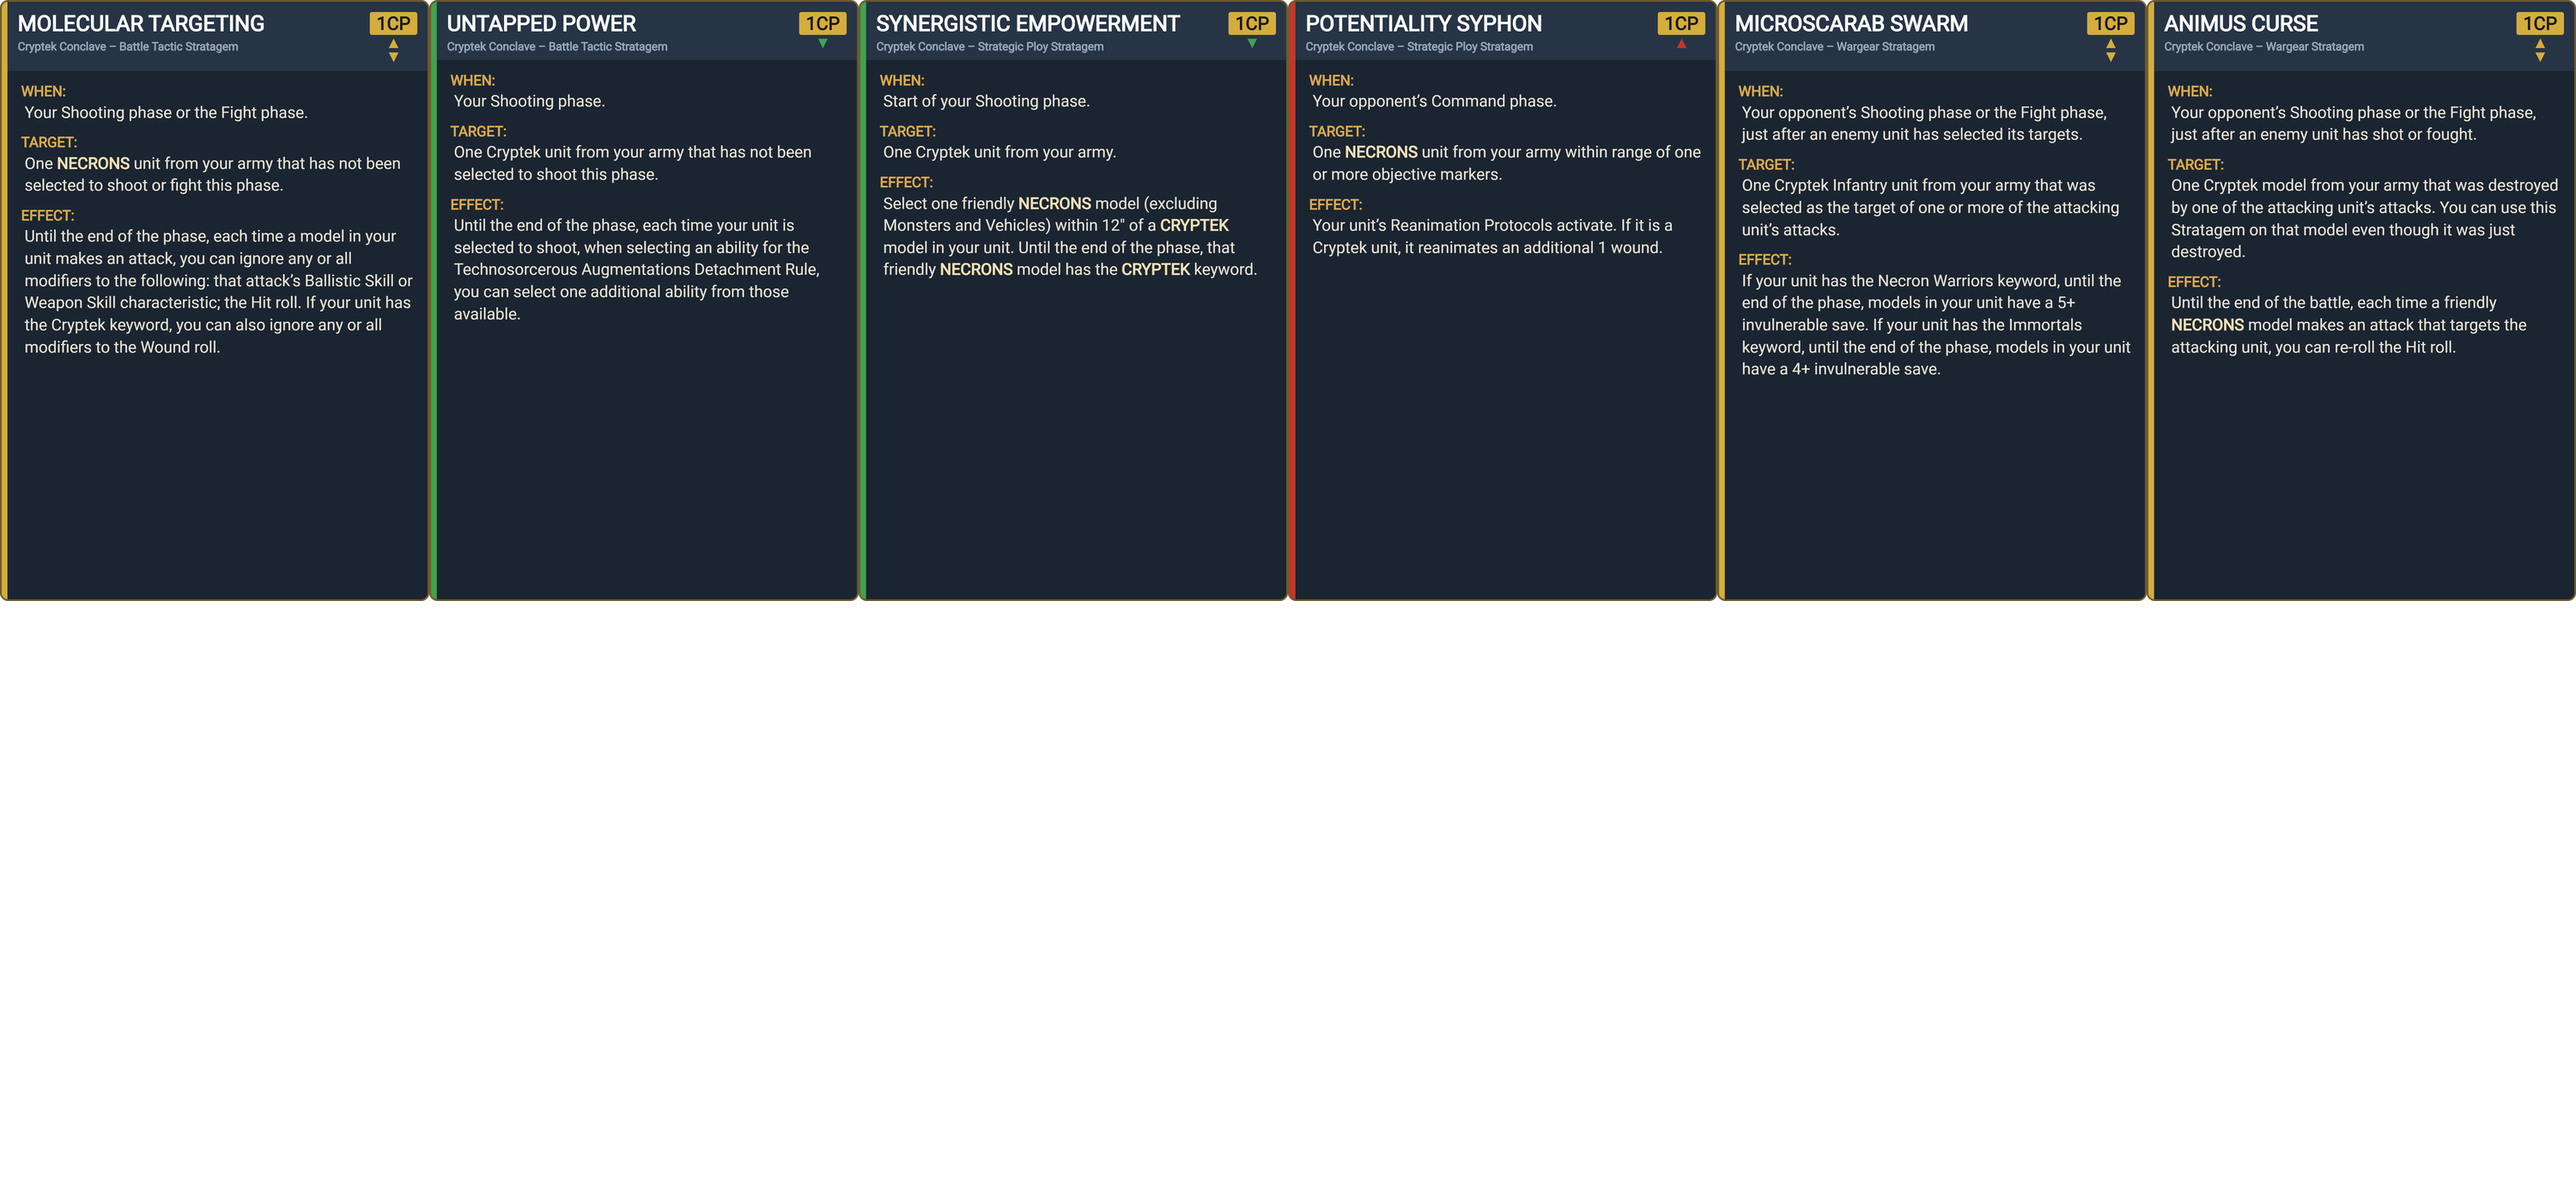 MOLECULAR TARGETING
1CP
Cryptek Conclave – Battle Tactic Stratagem
WHEN:
Your Shooting phase or the Fight phase.
TARGET:
One NECRONS unit from your army that has not been
selected to shoot or fight this phase.
EFFECT:
Until the end of the phase, each time a model in your
unit makes an attack, you can ignore any or all
modifiers to the following: that attack’s Ballistic Skill or
Weapon Skill characteristic; the Hit roll. If your unit has
the Cryptek keyword, you can also ignore any or all
modifiers to the Wound roll.
UNTAPPED POWER
1CP
Cryptek Conclave – Battle Tactic Stratagem
WHEN:
Your Shooting phase.
TARGET:
One Cryptek unit from your army that has not been
selected to shoot this phase.
EFFECT:
Until the end of the phase, each time your unit is
selected to shoot, when selecting an ability for the
Technosorcerous Augmentations Detachment Rule,
you can select one additional ability from those
available.
SYNERGISTIC EMPOWERMENT
1CP
Cryptek Conclave – Strategic Ploy Stratagem
WHEN:
Start of your Shooting phase.
TARGET:
One Cryptek unit from your army.
EFFECT:
Select one friendly NECRONS model (excluding
Monsters and Vehicles) within 12" of a CRYPTEK
model in your unit. Until the end of the phase, that
friendly NECRONS model has the CRYPTEK keyword.
POTENTIALITY SYPHON
1CP
Cryptek Conclave – Strategic Ploy Stratagem
WHEN:
Your opponent’s Command phase.
TARGET:
One NECRONS unit from your army within range of one
or more objective markers.
EFFECT:
Your unit’s Reanimation Protocols activate. If it is a
Cryptek unit, it reanimates an additional 1 wound.
MICROSCARAB SWARM
1CP
Cryptek Conclave – Wargear Stratagem
WHEN:
Your opponent’s Shooting phase or the Fight phase,
just after an enemy unit has selected its targets.
TARGET:
One Cryptek Infantry unit from your army that was
selected as the target of one or more of the attacking
unit’s attacks.
EFFECT:
If your unit has the Necron Warriors keyword, until the
end of the phase, models in your unit have a 5+
invulnerable save. If your unit has the Immortals
keyword, until the end of the phase, models in your unit
have a 4+ invulnerable save.
ANIMUS CURSE
1CP
Cryptek Conclave – Wargear Stratagem
WHEN:
Your opponent’s Shooting phase or the Fight phase,
just after an enemy unit has shot or fought.
TARGET:
One Cryptek model from your army that was destroyed
by one of the attacking unit’s attacks. You can use this
Stratagem on that model even though it was just
destroyed.
EFFECT:
Until the end of the battle, each time a friendly
NECRONS model makes an attack that targets the
attacking unit, you can re-roll the Hit roll.